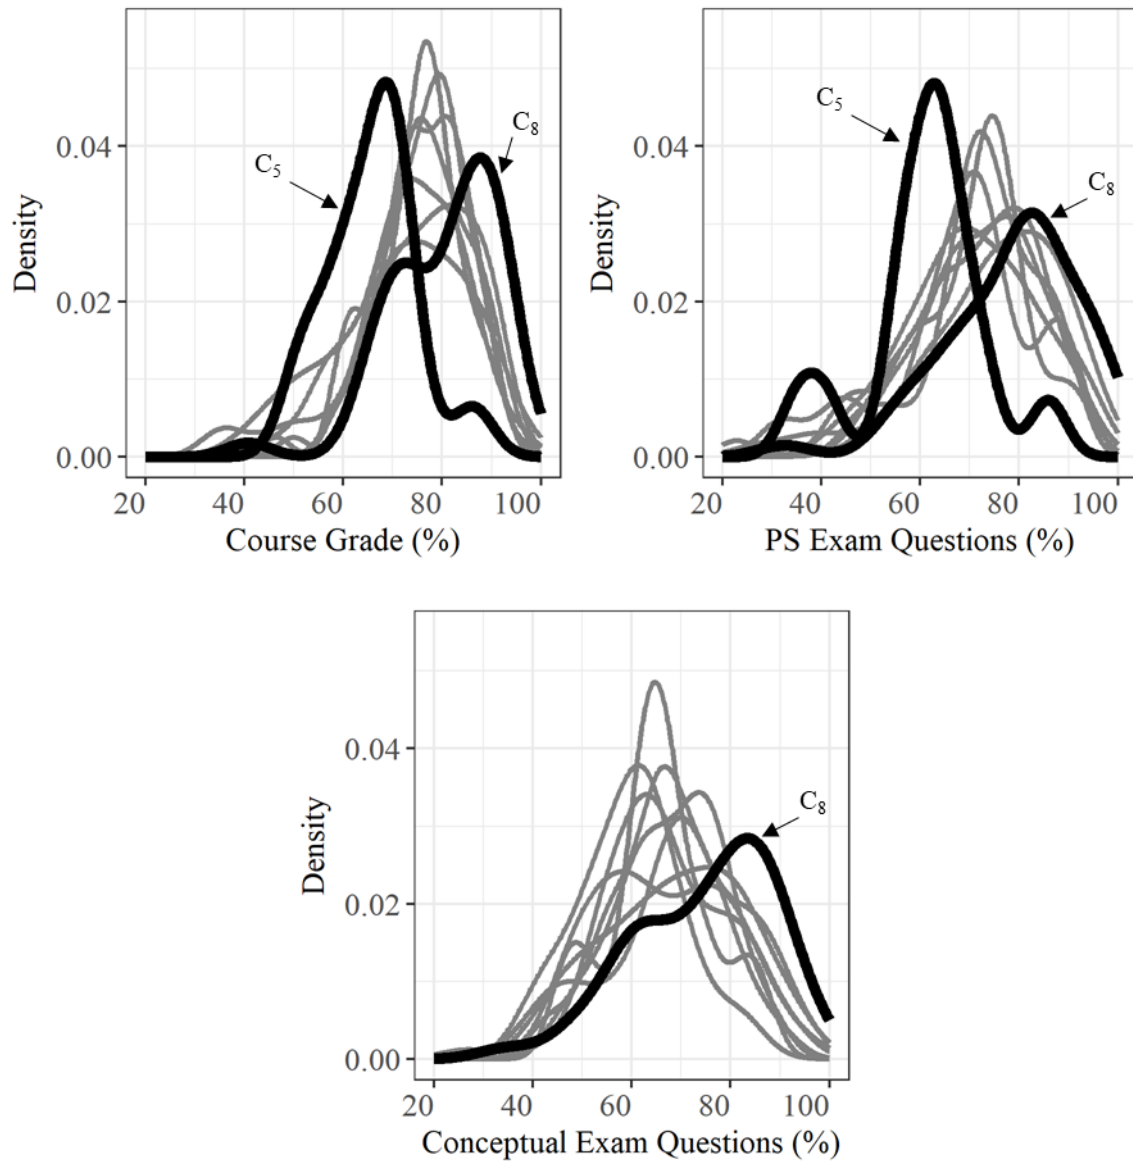 Density
0.04
0.02
0.00
C5
C8
20 40 60 80 100
Course Grade (%)
Density
0.04
0.02
0.00
C5
C8
20 40 60 80 100
PS Exam Questions (%)
Density
0.04
0.02
0.00
C8
20 40 60 80 100
Conceptual Exam Questions (%)